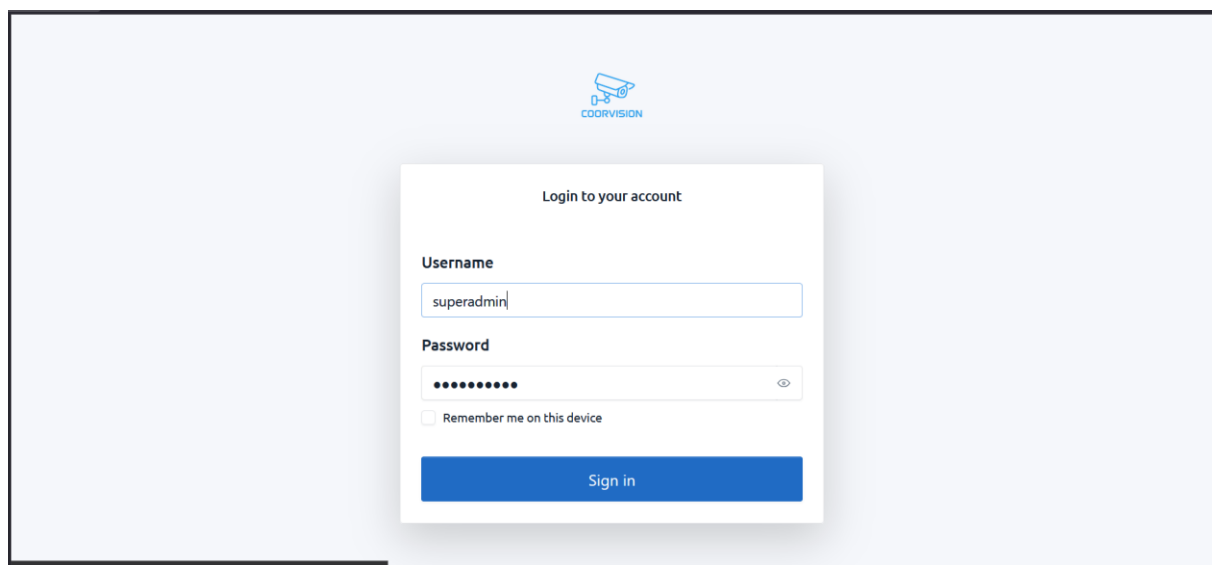 COORVISION
Login to your account
Username
superadmin
Password
••••••••••
Remember me on this device
Sign in